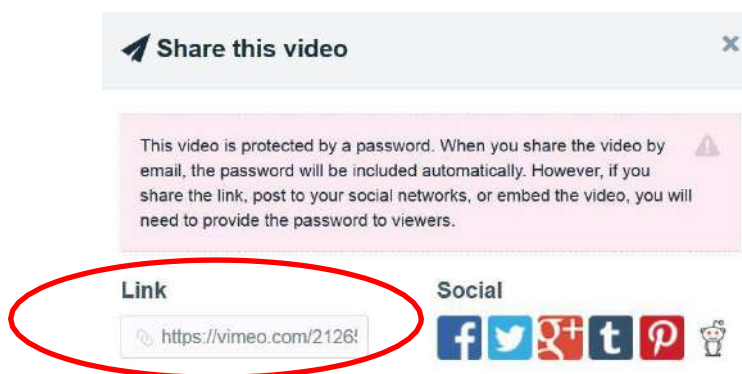 Share this video
This video is protected by a password. When you share the video by
email, the password will be included automatically. However, if you
share the link, post to your social networks, or embed the video, you will
need to provide the password to viewers.
Link
Social
https://vimeo.com/2126
f g+ t p